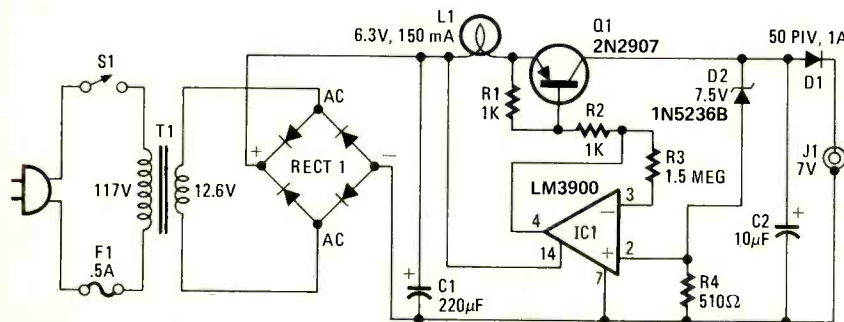 L1
6.3V, 150 mA
Q1
2N2907
50 PIV, 1A
D1
S1
AC
R1
1K
R2
1K
D2
7.5V
1N5236B
T1
+
RECT 1
−
R3
1.5 MEG
J1
7V
117V
12.6V
LM3900
4
3
−
IC1
14
+
2
7
AC
F1
.5A
+
C1
220μF
R4
510Ω
C2
10μF
+